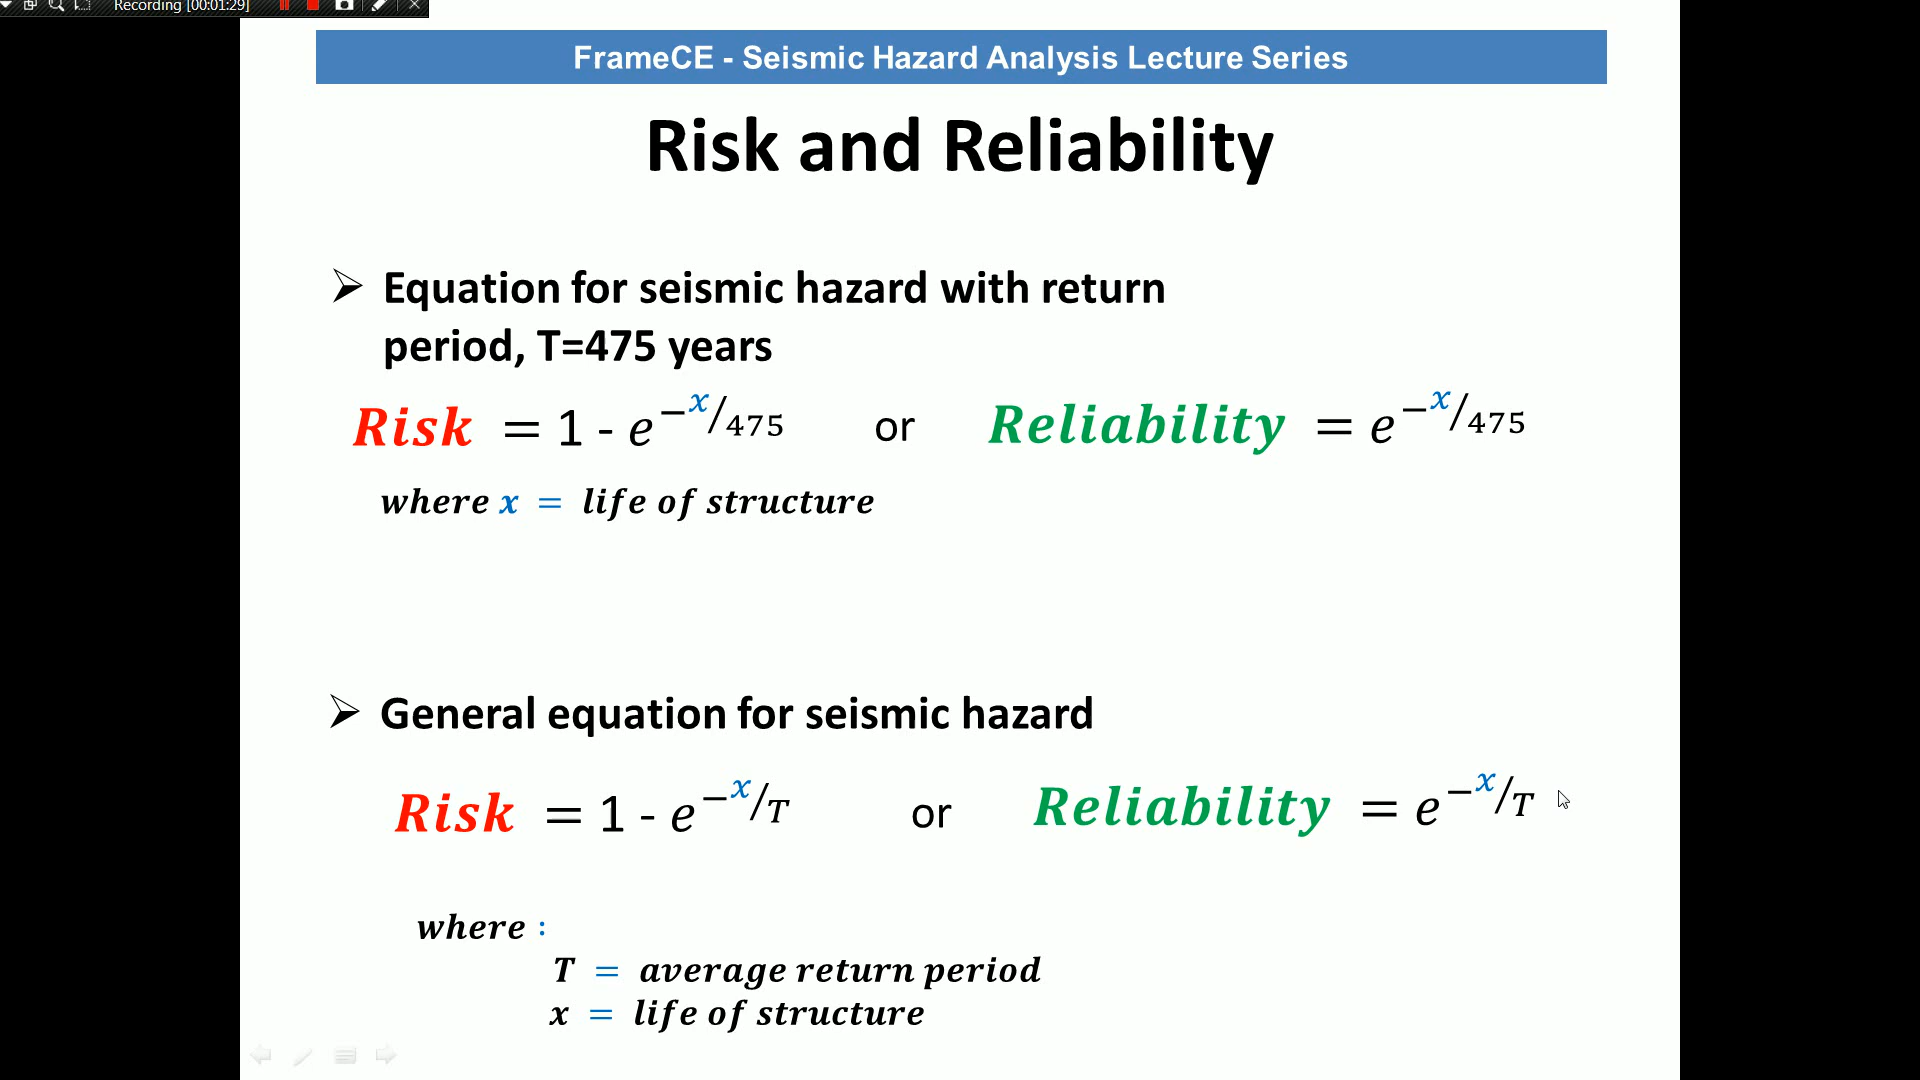 Recording [00:01:29]
FrameCE - Seismic Hazard Analysis Lecture Series
Risk and Reliability
➢ Equation for seismic hazard with return
period, T=475 years
Risk = 1 - e^(−x/475) or Reliability = e^(−x/475)
where x = life of structure
➢ General equation for seismic hazard
Risk = 1 - e^(−x/T) or Reliability = e^(−x/T)
where :
T = average return period
x = life of structure